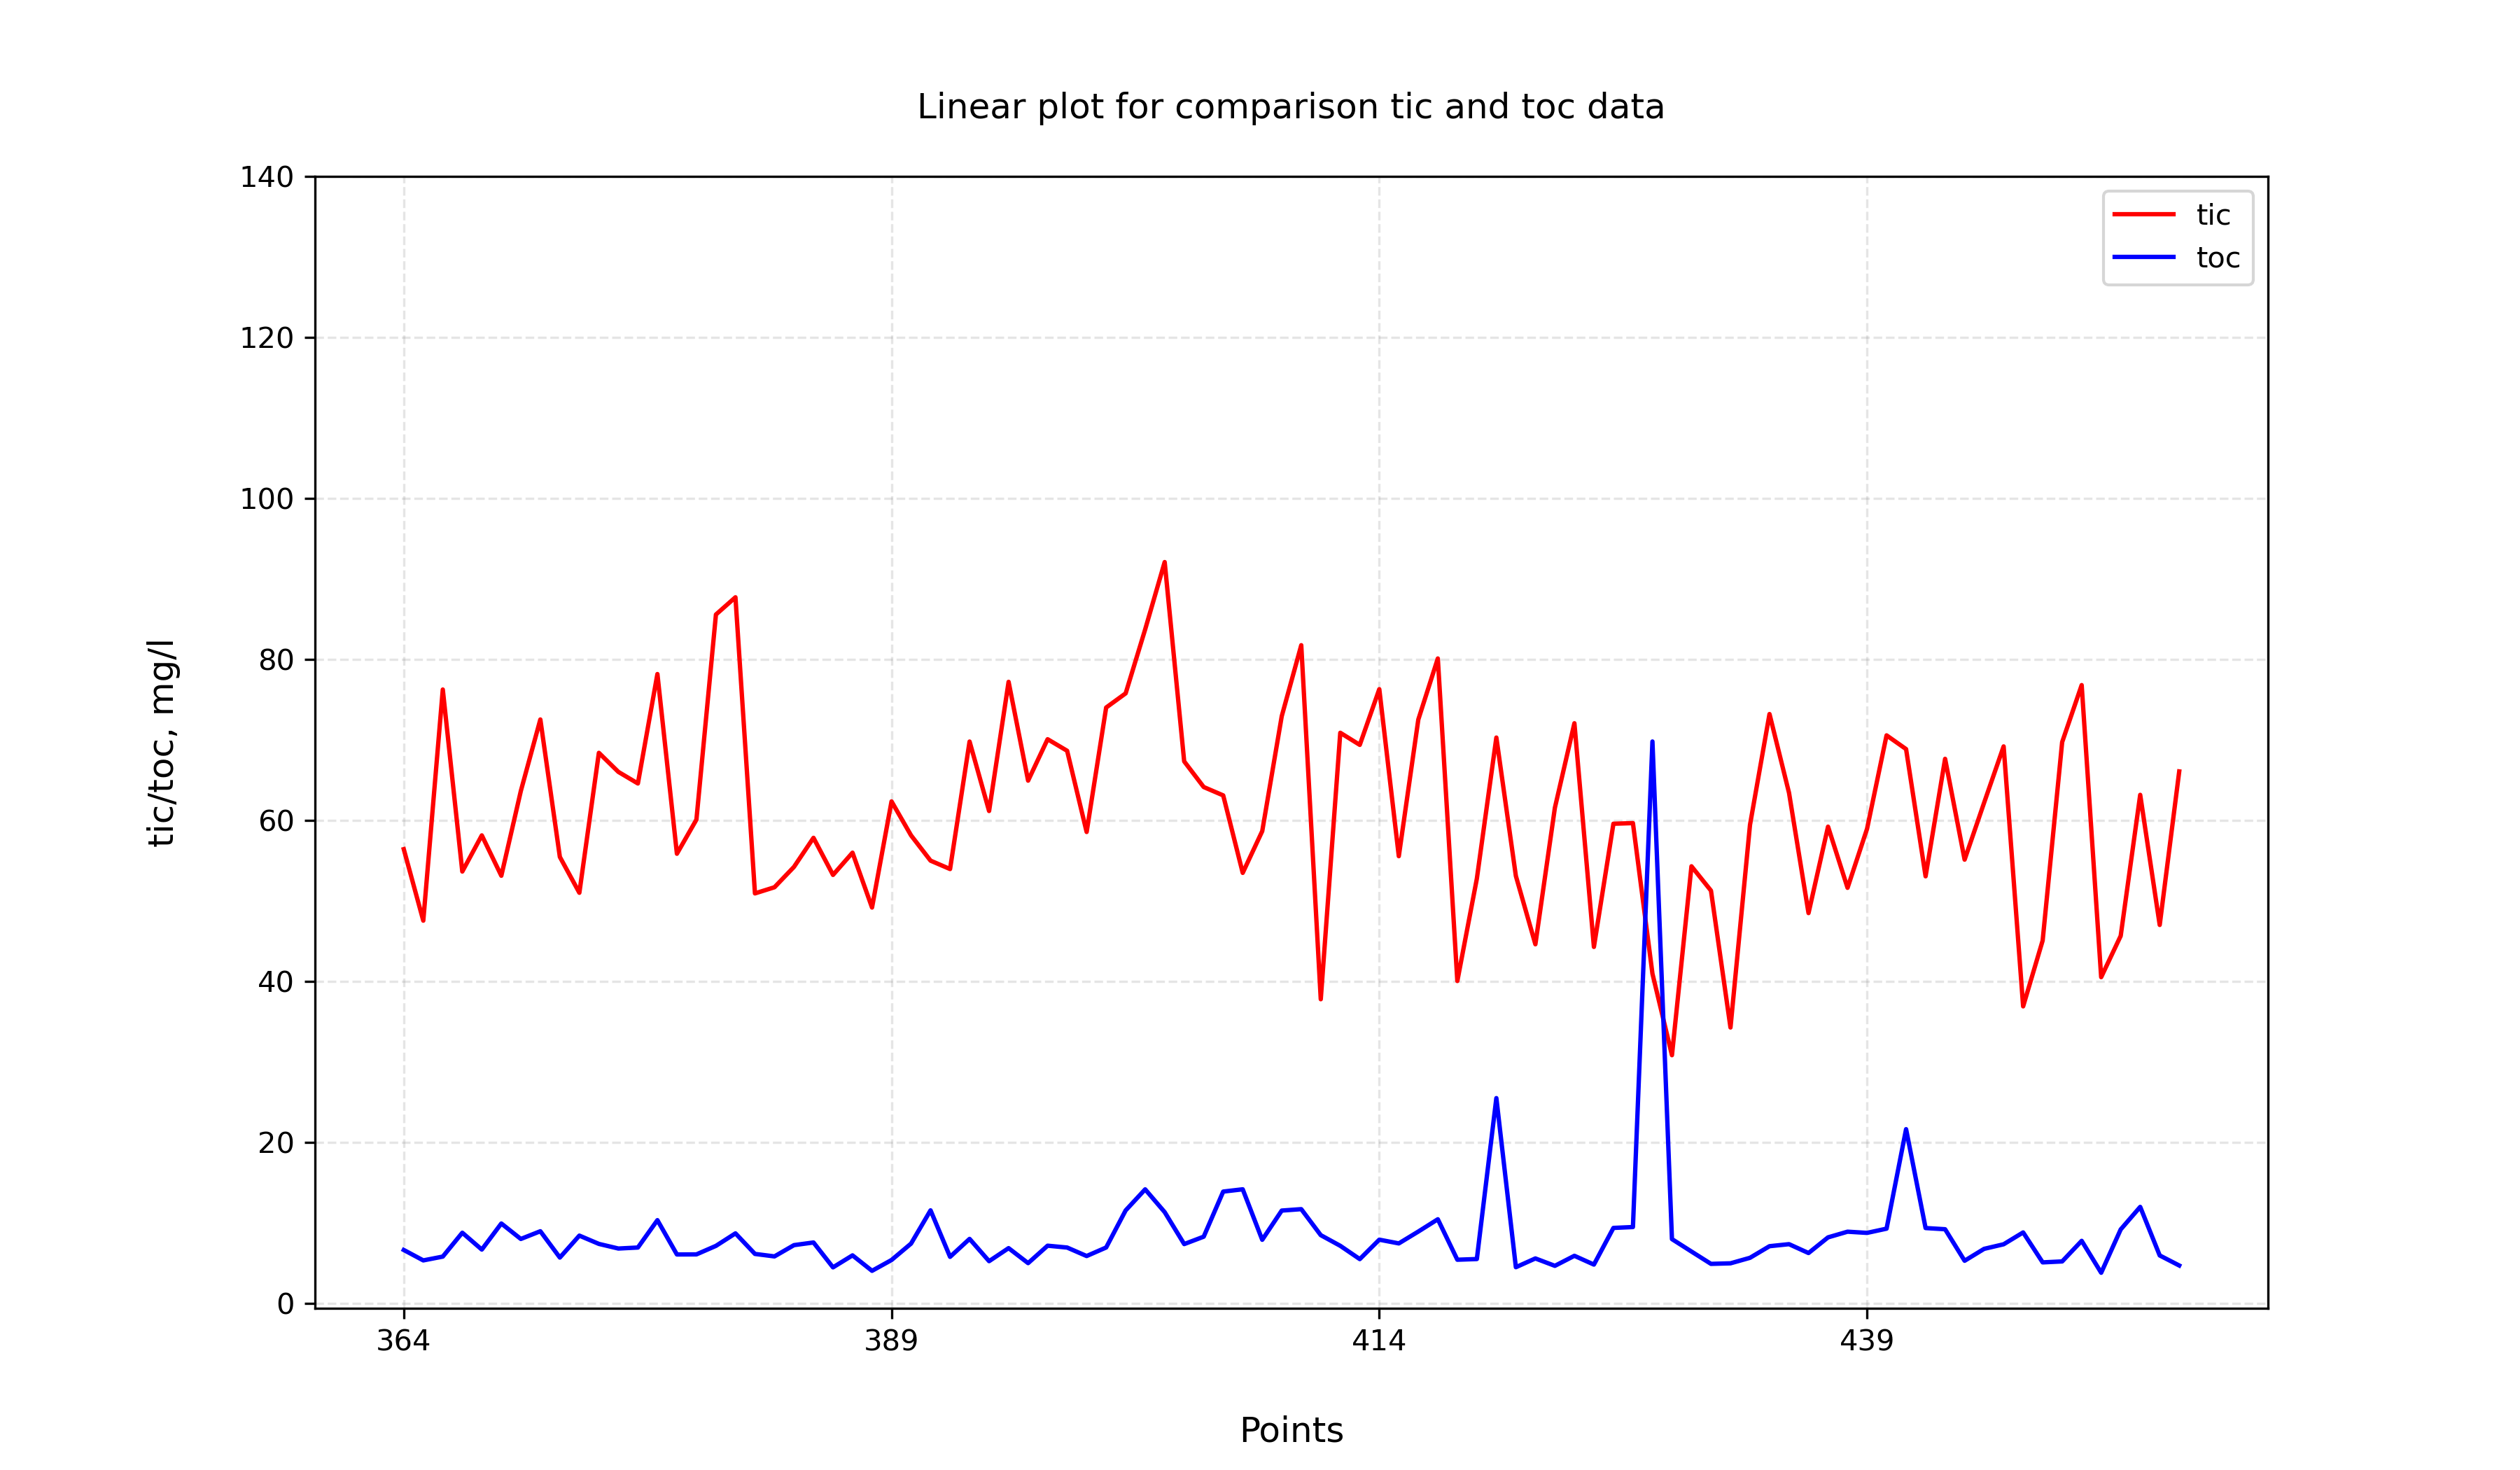 Linear plot for comparison tic and toc data
140
120
100
80
60
40
20
0
tic/toc, mg/l
tic
toc
364
389
414
439
Points